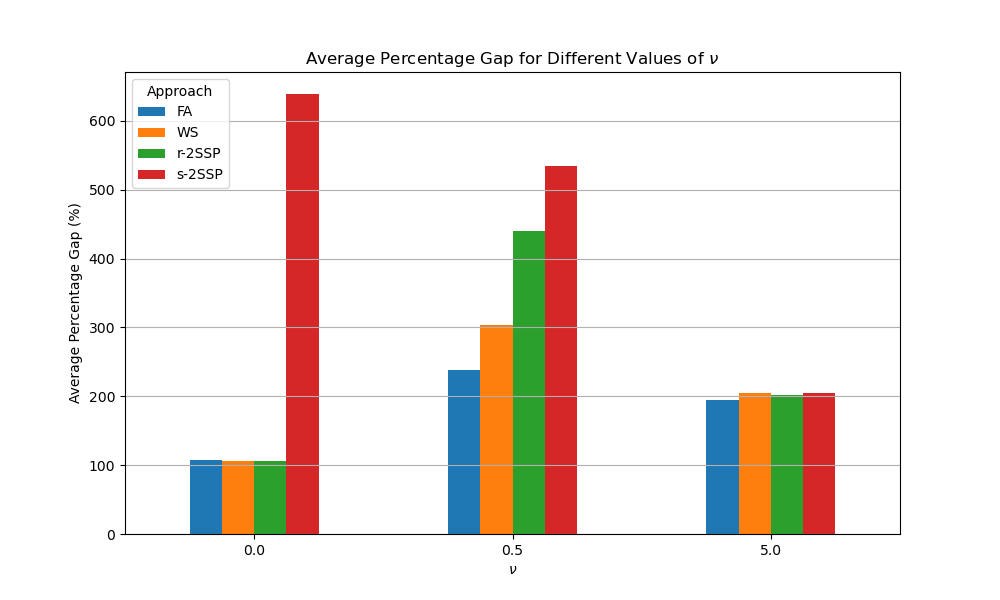 Average Percentage Gap for Different Values of ν
Approach
FA
WS
r-2SSP
s-2SSP
Average Percentage Gap (%)
600
500
400
300
200
100
0
0.0
0.5
5.0
ν